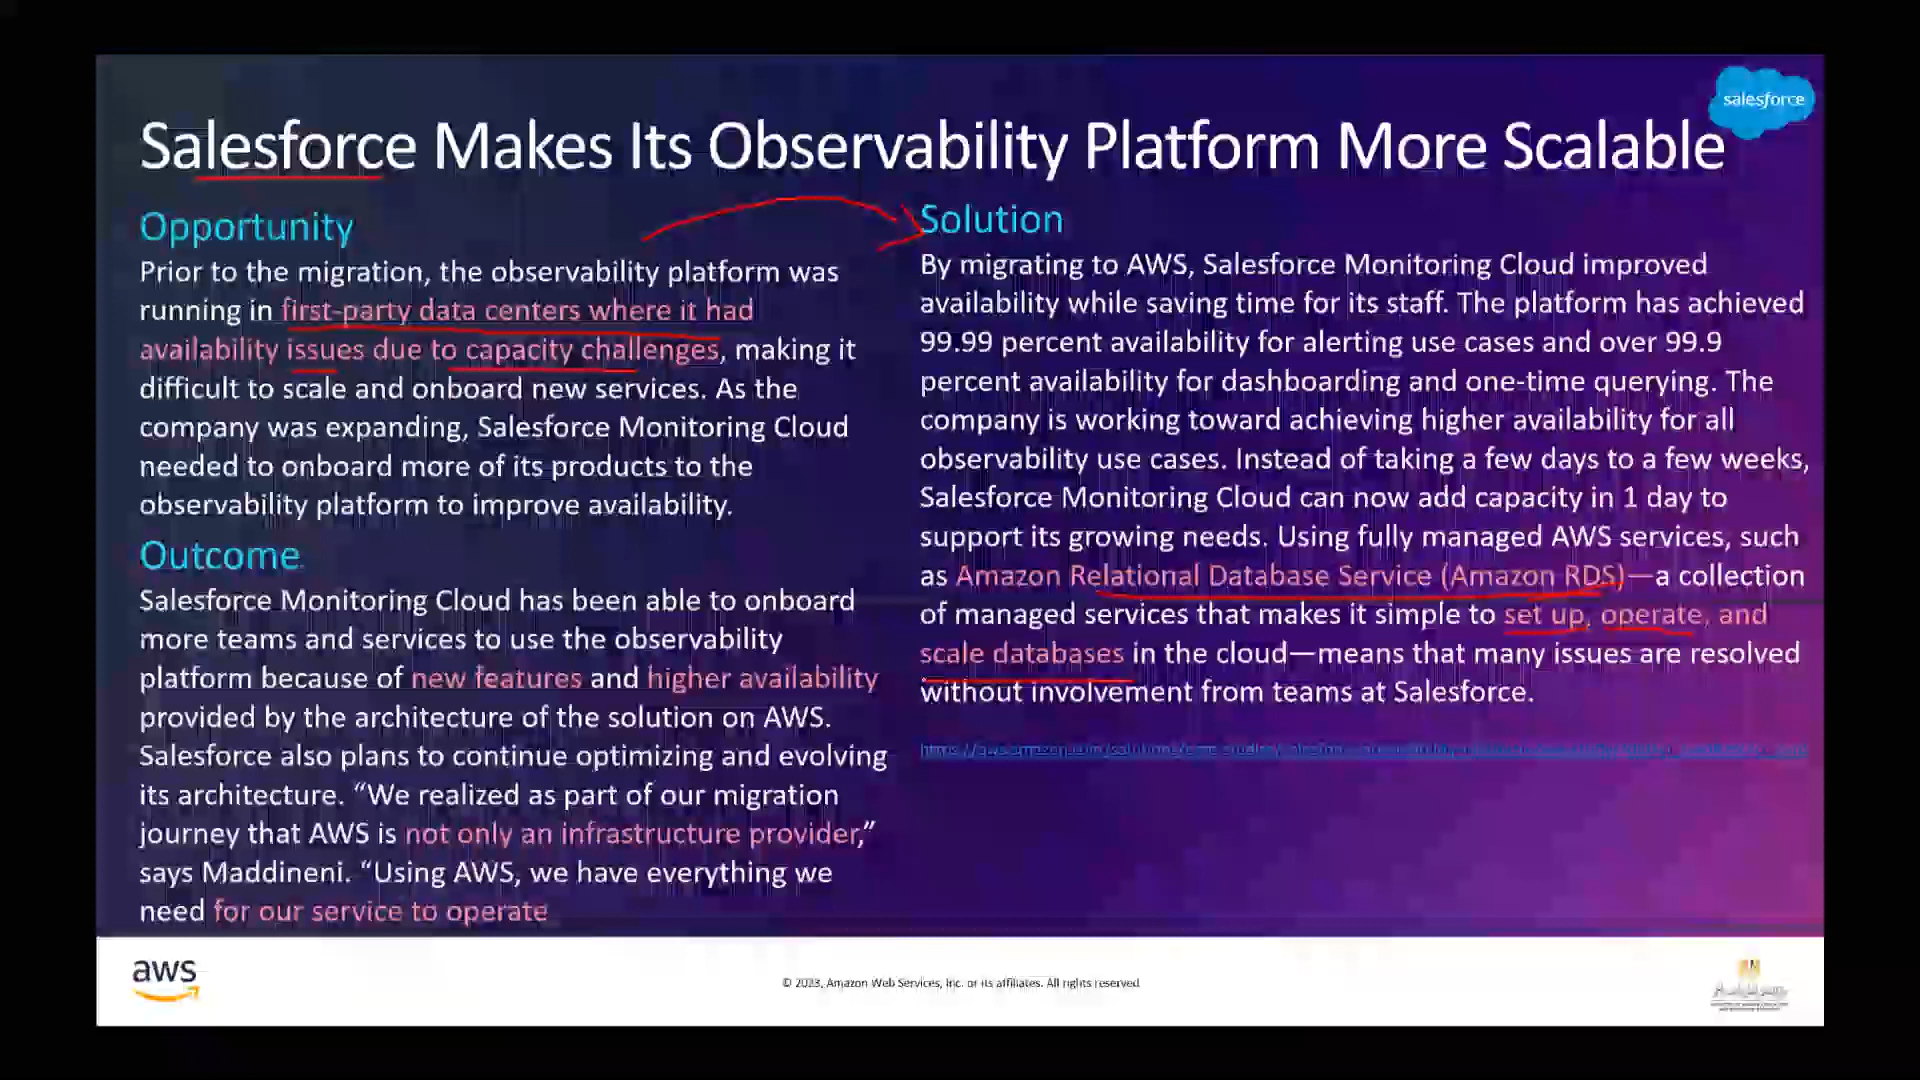 salesforce
Salesforce Makes Its Observability Platform More Scalable
Opportunity
Prior to the migration, the observability platform was
running in first-party data centers where it had
availability issues due to capacity challenges, making it
difficult to scale and onboard new services. As the
company was expanding, Salesforce Monitoring Cloud
needed to onboard more of its products to the
observability platform to improve availability.
Outcome
Salesforce Monitoring Cloud has been able to onboard
more teams and services to use the observability
platform because of new features and higher availability
provided by the architecture of the solution on AWS.
Salesforce also plans to continue optimizing and evolving
its architecture. “We realized as part of our migration
journey that AWS is not only an infrastructure provider,”
says Maddineni. “Using AWS, we have everything we
need for our service to operate
Solution
By migrating to AWS, Salesforce Monitoring Cloud improved
availability while saving time for its staff. The platform has achieved
99.99 percent availability for alerting use cases and over 99.9
percent availability for dashboarding and one-time querying. The
company is working toward achieving higher availability for all
observability use cases. Instead of taking a few days to a few weeks,
Salesforce Monitoring Cloud can now add capacity in 1 day to
support its growing needs. Using fully managed AWS services, such
as Amazon Relational Database Service (Amazon RDS)—a collection
of managed services that makes it simple to set up, operate, and
scale databases in the cloud—means that many issues are resolved
without involvement from teams at Salesforce.
aws
© 2023, Amazon Web Services, Inc. or its affiliates. All rights reserved.